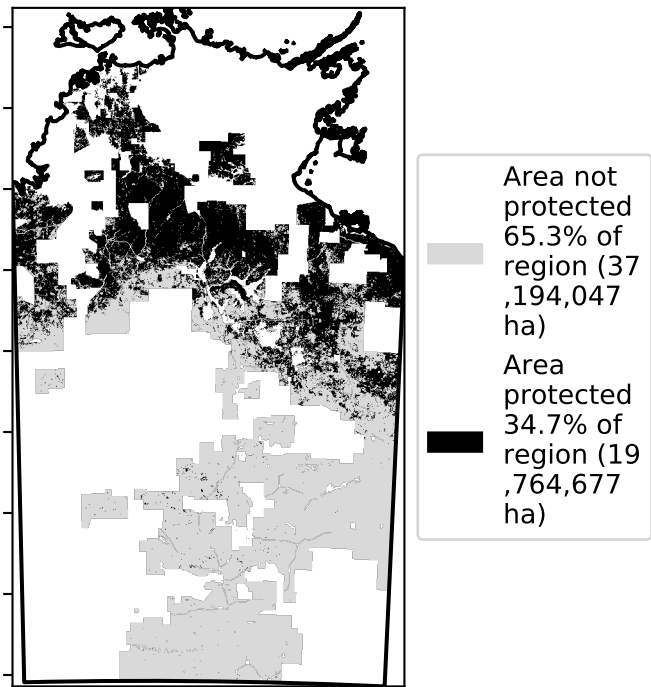 Area not
protected
65.3% of
region (37
,194,047
ha)
Area
protected
34.7% of
region (19
,764,677
ha)